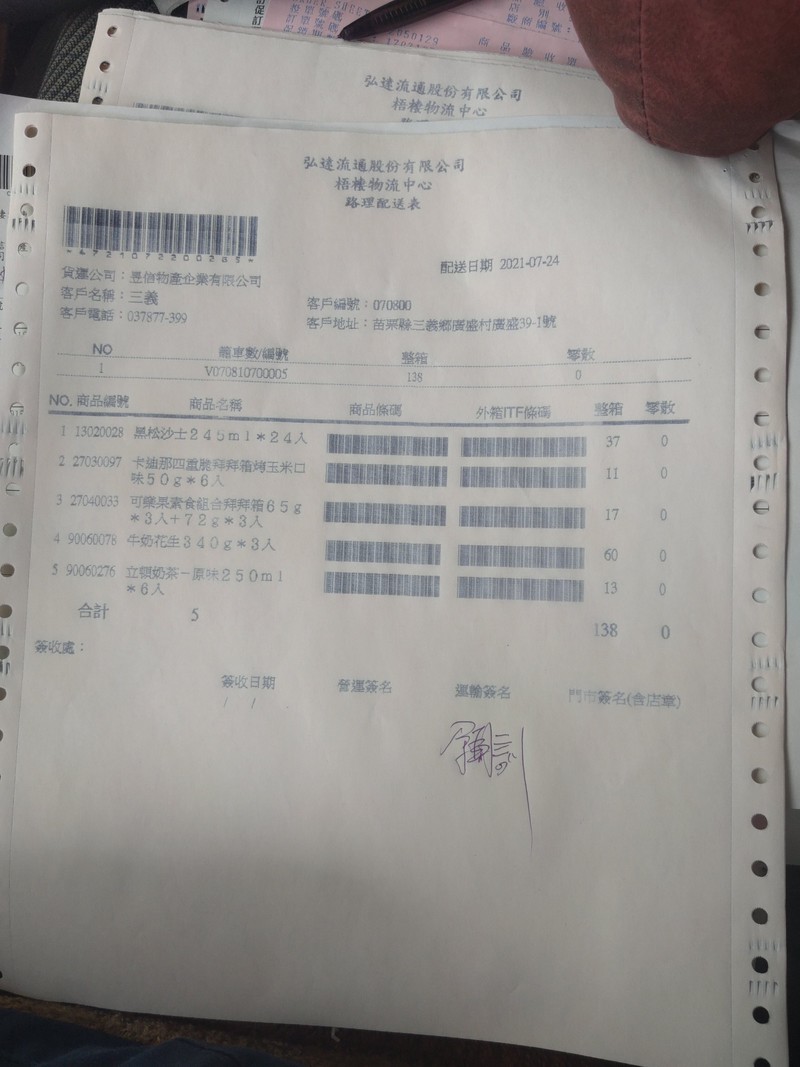 商品驗收單
弘達流通股份有限公司
梧棲物流中心
弘達流通股份有限公司
梧棲物流中心
路理配送表
配送日期 2021-07-24
貨運公司：昱信物產企業有限公司
客戶名稱：三義
客戶編號：070800
客戶電話：037877-399
客戶地址：苗栗縣三義鄉廣盛村廣盛39-1號
NO 箱車數/編號 整箱 零散
1 V070810700005 138 0
NO. 商品編號 商品名稱 商品條碼 外箱ITF條碼 整箱 零散
1 13020028 黑松沙士２４５ｍｌ＊２４入 37 0
2 27030097 卡迪那四重脆拜拜箱烤玉米口 11 0
味５０ｇ＊６入
3 27040033 可樂果素食組合拜拜箱６５ｇ 17 0
＊３入＋７２ｇ＊３入
4 90060078 牛奶花生３４０ｇ＊３入 60 0
5 90060276 立頓奶茶－原味２５０ｍｌ 13 0
＊６入
合計 5 138 0
簽收處：
簽收日期 營運簽名 運輸簽名 門市簽名(含店章)
/ /